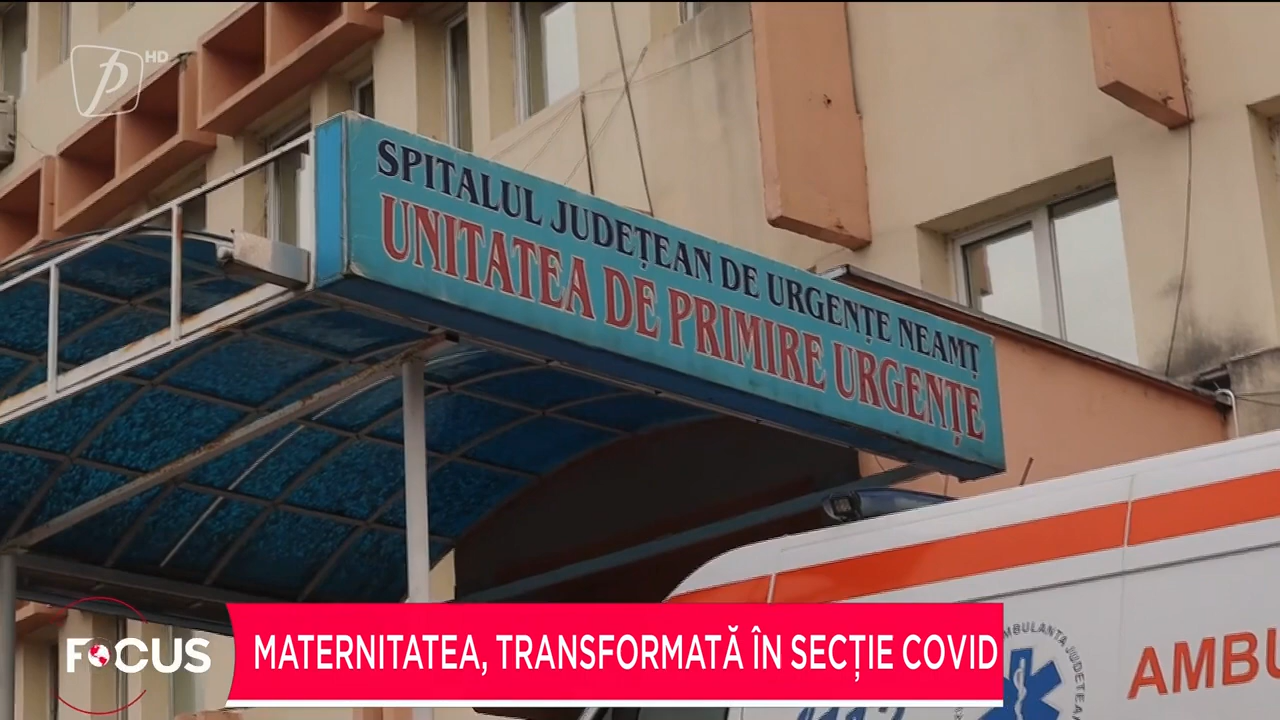 HD
SPITALUL JUDEȚEAN DE URGENȚE NEAMȚ
UNITATEA DE PRIMIRE URGENȚE
FOCUS
MATERNITATEA, TRANSFORMATĂ ÎN SECȚIE COVID
AMBU